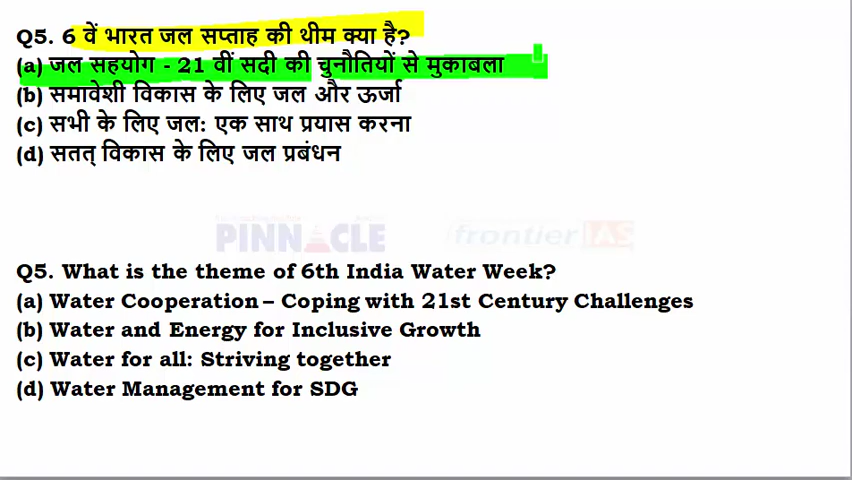 Q5. 6 वें भारत जल सप्ताह की थीम क्या है?
(a) जल सहयोग - 21 वीं सदी की चुनौतियों से मुकाबला
(b) समावेशी विकास के लिए जल और ऊर्जा
(c) सभी के लिए जल: एक साथ प्रयास करना
(d) सतत् विकास के लिए जल प्रबंधन
PINNACLE frontier IAS
Q5. What is the theme of 6th India Water Week?
(a) Water Cooperation – Coping with 21st Century Challenges
(b) Water and Energy for Inclusive Growth
(c) Water for all: Striving together
(d) Water Management for SDG